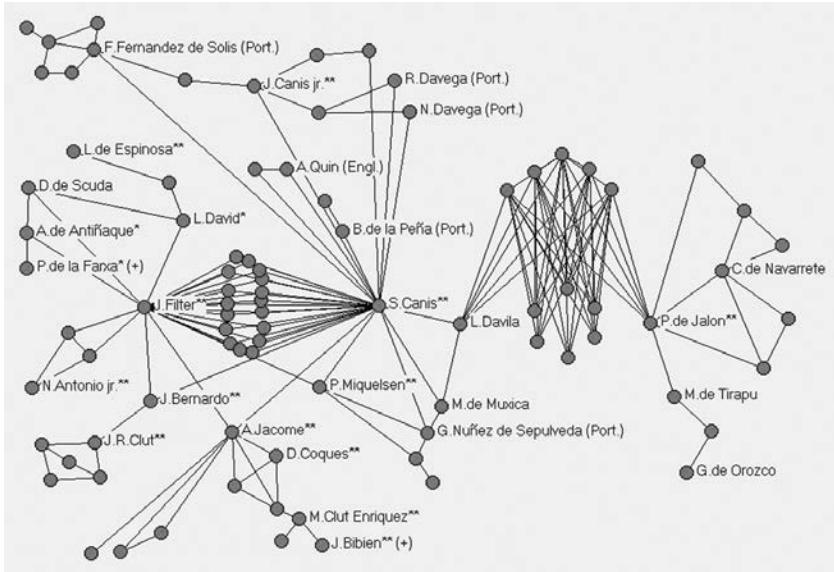 F.Fernandez de Solis (Port.)
J.Canis jr.**
R.Davega (Port.)
N.Davega (Port.)
L.de Espinosa**
A.Quin (Engl.)
D.de Scuda
L.David*
A.de Antiñaque*
B.de la Peña (Port.)
P.de la Farxa* (+)
C.de Navarrete
J.Filter**
S.Canis**
L.Davila
P.de Jalon**
N.Antonio jr.**
J.Bernardo**
P.Miquelsen**
M.de Muxica
M.de Tirapu
J.R.Clut**
A.Jacome**
G.Nuñez de Sepulveda (Port.)
D.Coques**
G.de Orozco
M.Clut Enriquez**
J.Bibien** (+)